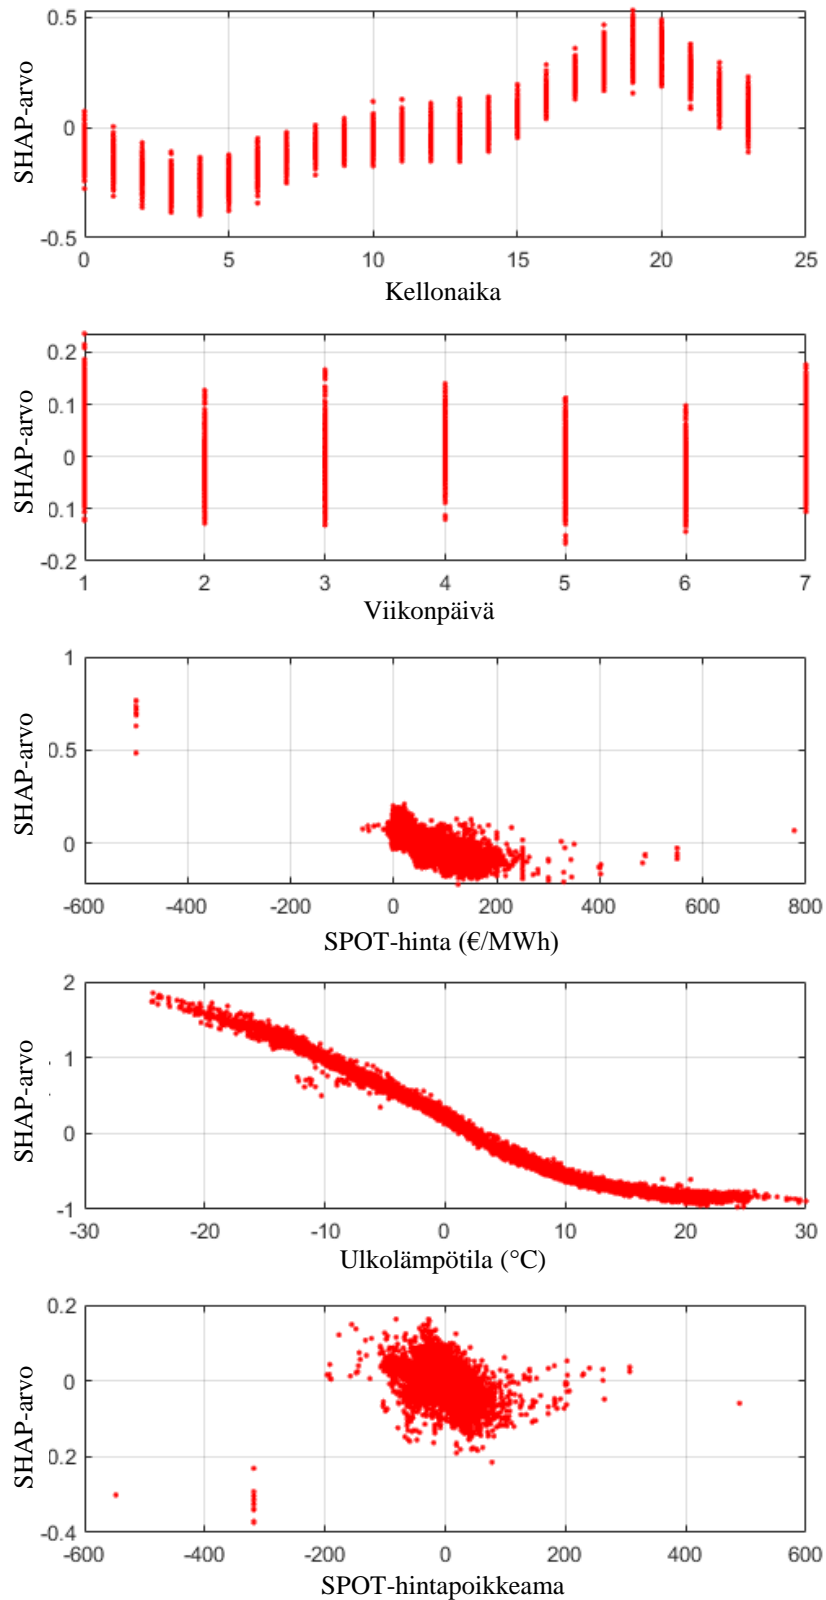 0.5
0
-0.5
SHAP-arvo
0 5 10 15 20 25
Kellonaika
0.2
0.1
0
0.1
-0.2
SHAP-arvo
1 2 3 4 5 6 7
Viikonpäivä
1
0.5
0
SHAP-arvo
-600 -400 -200 0 200 400 600 800
SPOT-hinta (€/MWh)
2
1
0
-1
SHAP-arvo
-30 -20 -10 0 10 20 30
Ulkolämpötila (°C)
0.2
0
0.2
-0.4
SHAP-arvo
-600 -400 -200 0 200 400 600
SPOT-hintapoikkeama